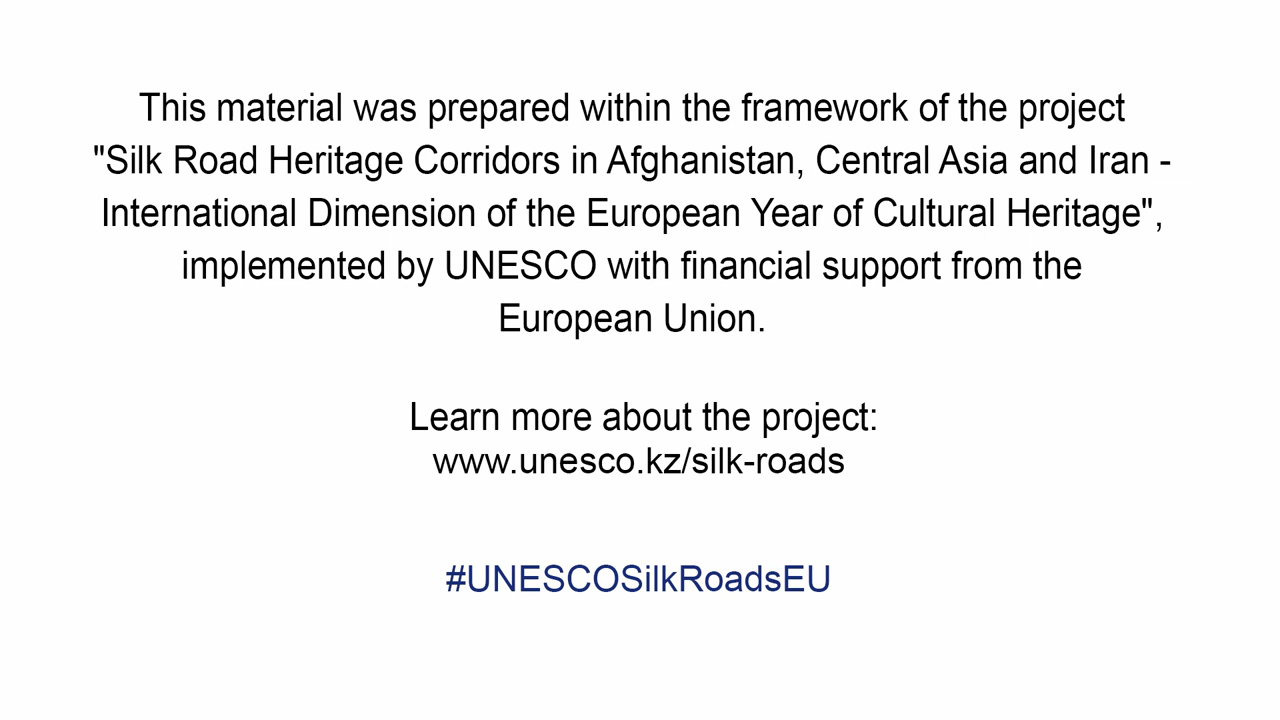 This material was prepared within the framework of the project
"Silk Road Heritage Corridors in Afghanistan, Central Asia and Iran -
International Dimension of the European Year of Cultural Heritage",
implemented by UNESCO with financial support from the
European Union.
Learn more about the project:
www.unesco.kz/silk-roads
#UNESCOSilkRoadsEU